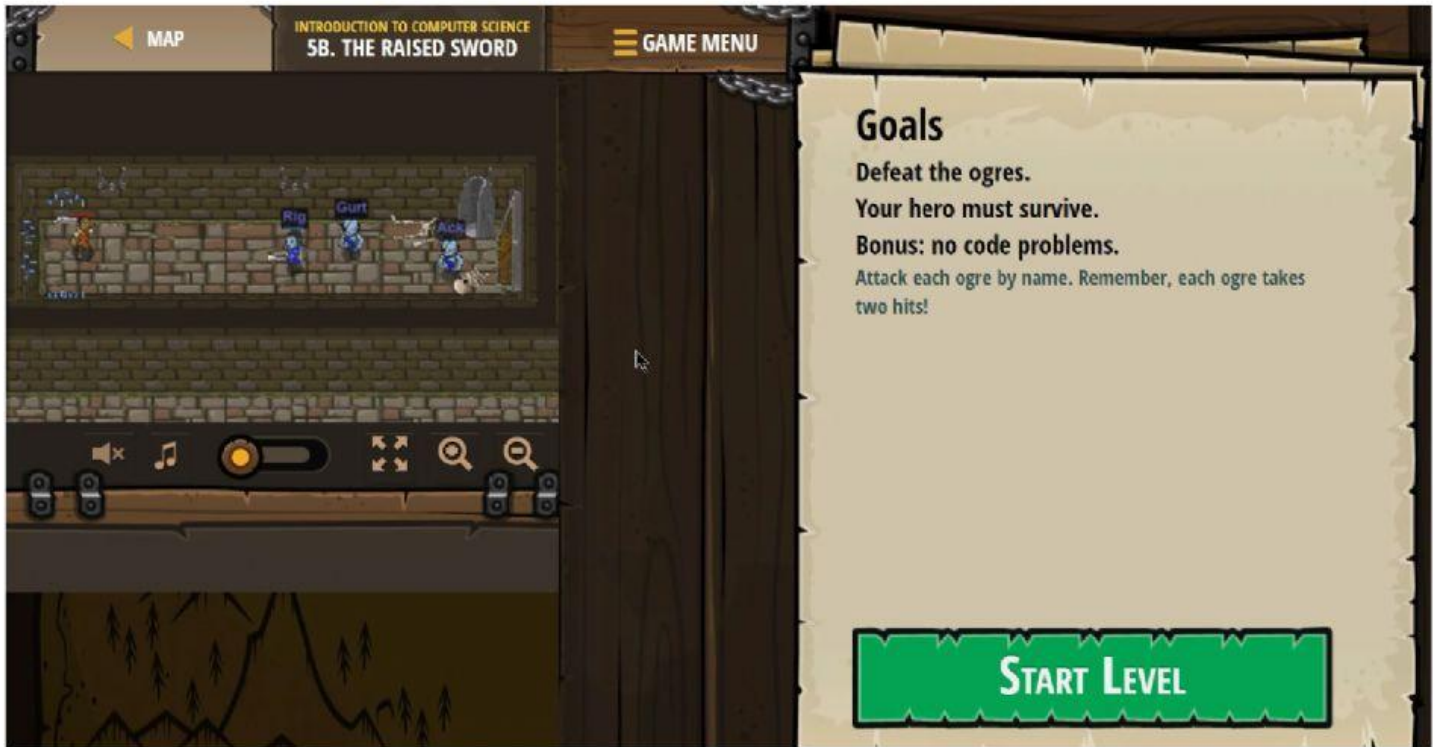 MAP
INTRODUCTION TO COMPUTER SCIENCE
5B. THE RAISED SWORD
GAME MENU
Rig
Gurt
Ack
Goals
Defeat the ogres.
Your hero must survive.
Bonus: no code problems.
Attack each ogre by name. Remember, each ogre takes
two hits!
START LEVEL